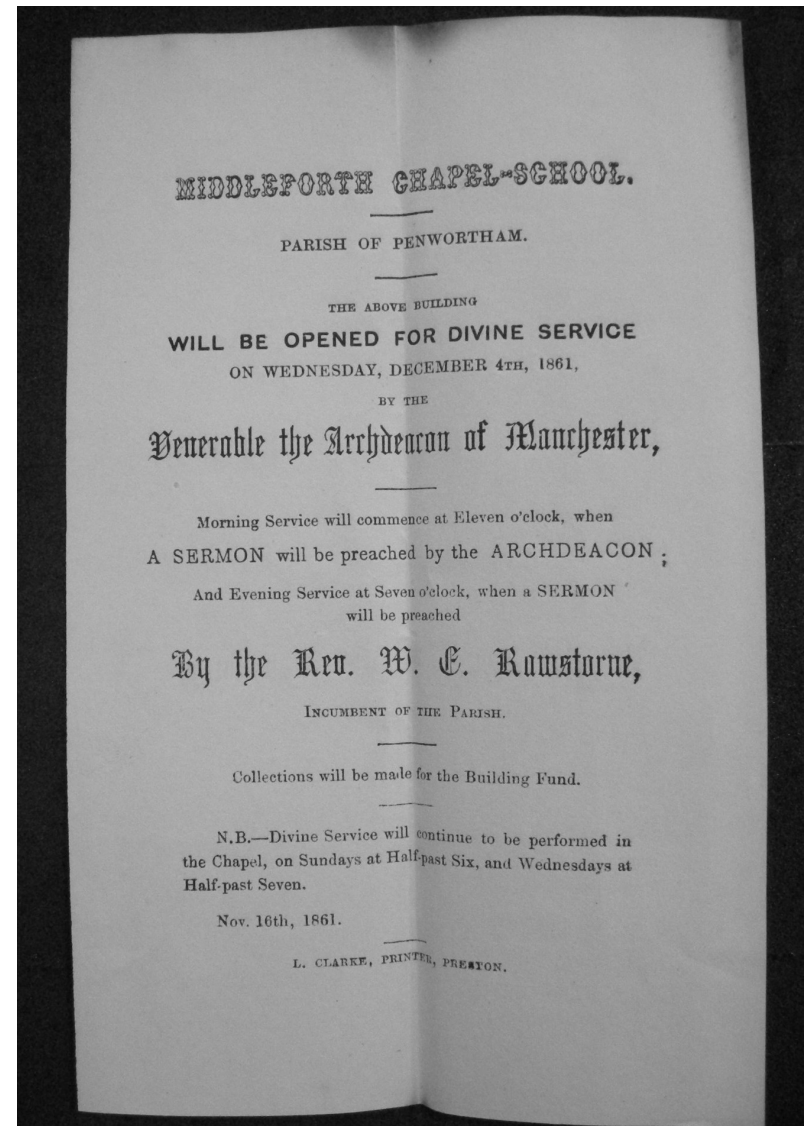 MIDDLEFORTH CHAPEL-SCHOOL.
PARISH OF PENWORTHAM.
THE ABOVE BUILDING
WILL BE OPENED FOR DIVINE SERVICE
ON WEDNESDAY, DECEMBER 4TH, 1861,
BY THE
Venerable the Archdeacon of Manchester,
Morning Service will commence at Eleven o'clock, when
A SERMON will be preached by the ARCHDEACON;
And Evening Service at Seven o'clock, when a SERMON
will be preached
By the Rev. W. E. Rawstorne,
INCUMBENT OF THE PARISH.
Collections will be made for the Building Fund.
N.B.—Divine Service will continue to be performed in
the Chapel, on Sundays at Half-past Six, and Wednesdays at
Half-past Seven.
Nov. 16th, 1861.
L. CLARKE, PRINTER, PRESTON.